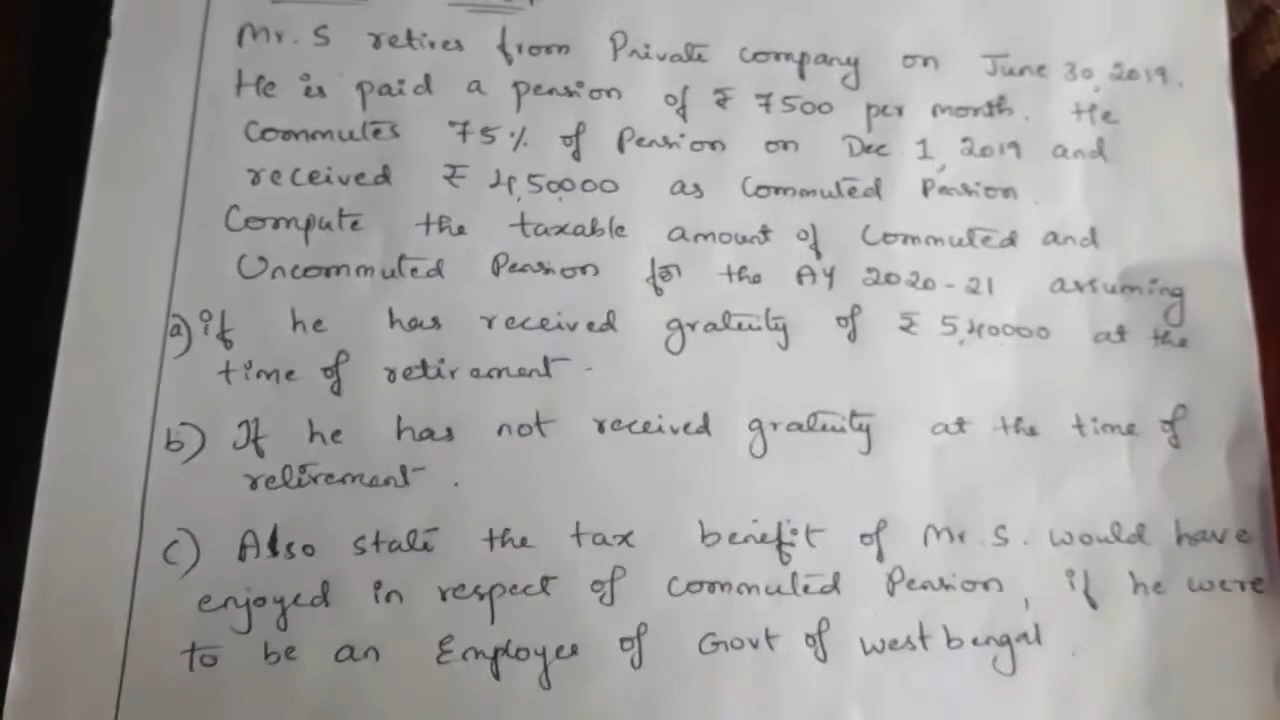 Mr. S retires from Private company on June 30, 2019.
He is paid a pension of ₹ 7500 per month. He
Commutes 75% of Pension on Dec 1, 2019 and
received ₹ 4,50000 as Commuted Pension.
Compute the taxable amount of Commuted and
Uncommuted Pension for the AY 2020-21 assuming
a) if he has received gratuity of ₹ 5,40000 at the
time of retirement.
b) If he has not received gratuity at the time of
retirement.
c) Also state the tax benefit of Mr. S. would have
enjoyed in respect of Commuted Pension, if he were
to be an Employee of Govt of west bengal.